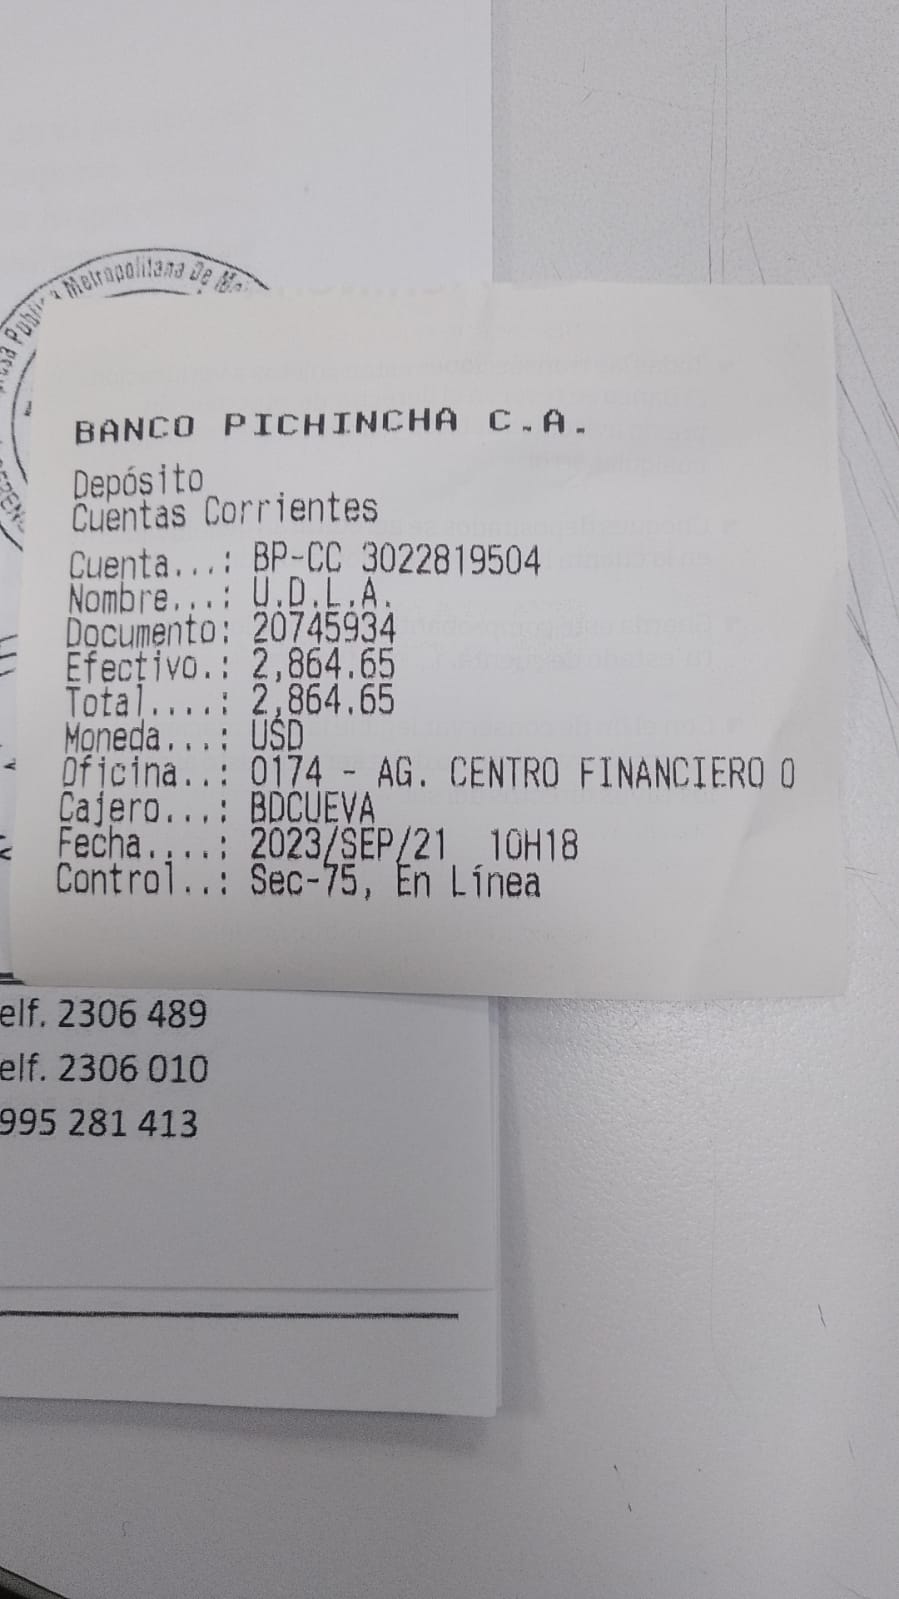 Metropolitana De
BANCO PICHINCHA C.A.
Depósito
Cuentas Corrientes
Cuenta...: BP-CC 3022819504
Nombre...: U.D.L.A.
Documento: 20745934
Efectivo.: 2,864.65
Total....: 2,864.65
Moneda...: USD
Oficina..: 0174 - AG. CENTRO FINANCIERO O
Cajero...: BDCUEVA
Fecha....: 2023/SEP/21 10H18
Control..: Sec-75, En Línea
elf. 2306 489
elf. 2306 010
995 281 413